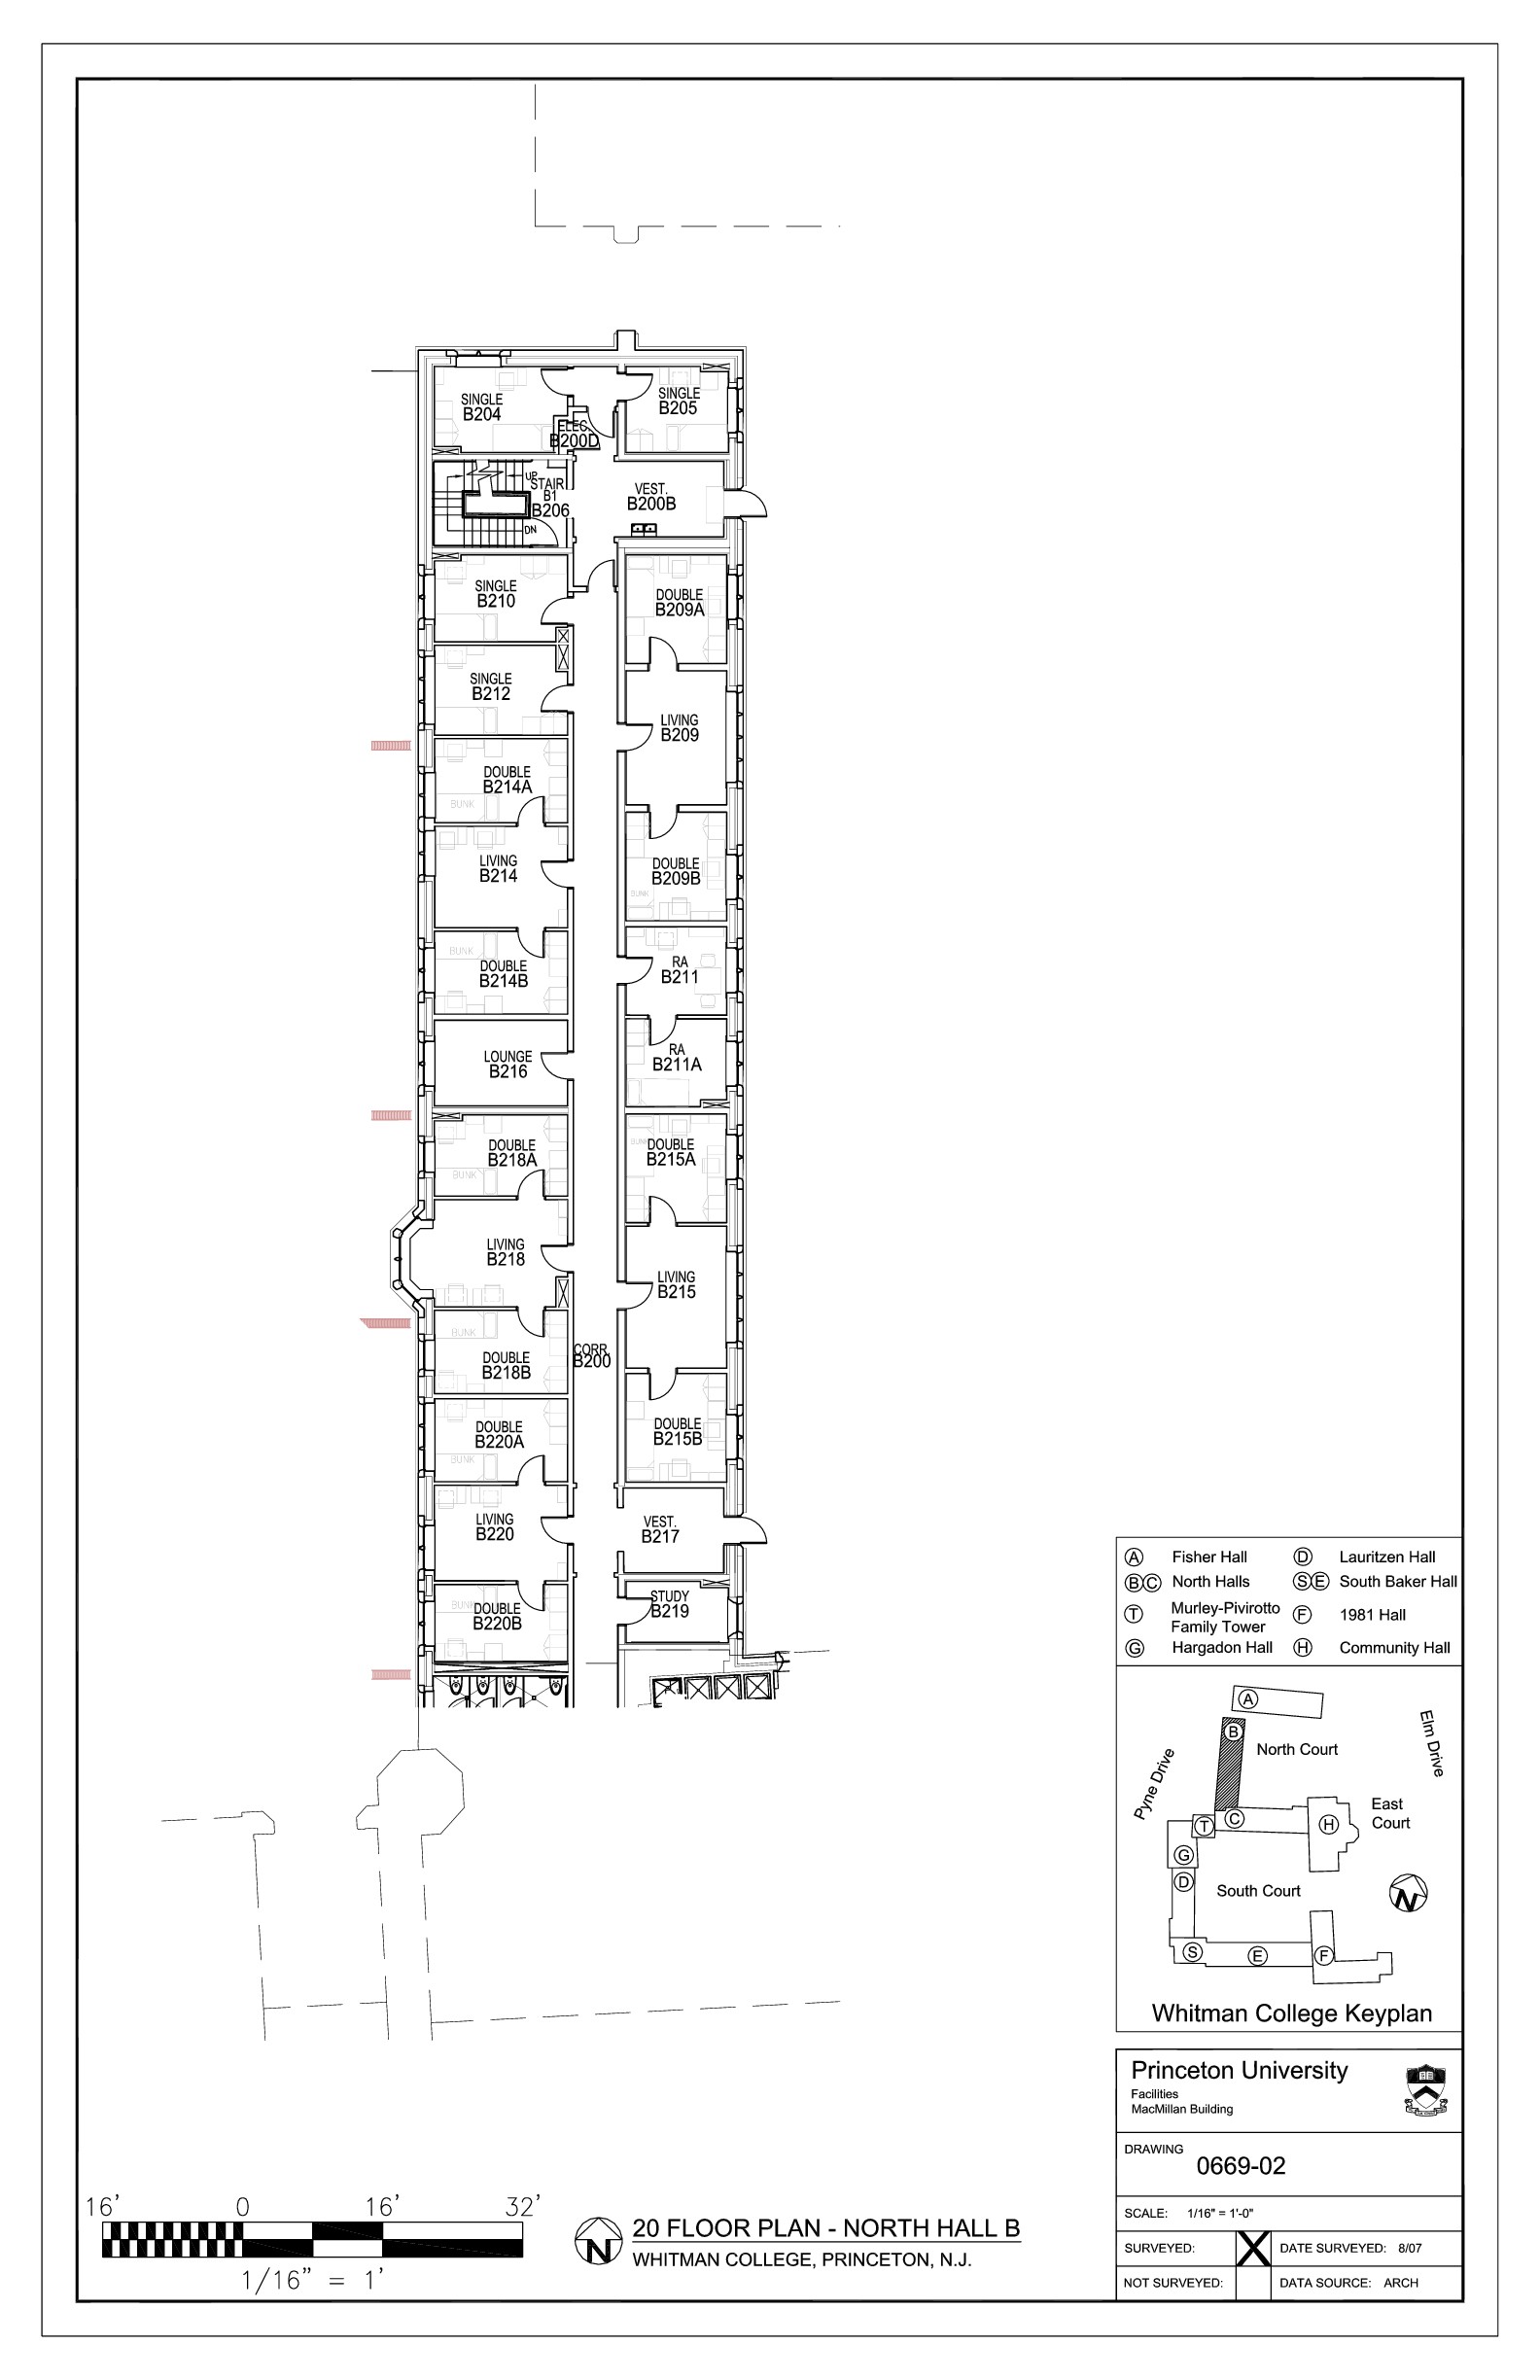 SINGLE
B204
SINGLE
B205
ELEC.
B200D
UP
STAIR
B1
B206
DN
VEST.
B200B
SINGLE
B210
DOUBLE
B209A
SINGLE
B212
LIVING
B209
DOUBLE
B214A
BUNK
LIVING
B214
DOUBLE
B209B
BUNK
BUNK
DOUBLE
B214B
RA
B211
LOUNGE
B216
RA
B211A
DOUBLE
B218A
BUNK
BUNK
DOUBLE
B215A
LIVING
B218
LIVING
B215
BUNK
DOUBLE
B218B
CORR.
B200
DOUBLE
B220A
BUNK
DOUBLE
B215B
LIVING
B220
VEST.
B217
BUNK
DOUBLE
B220B
STUDY
B219
A Fisher Hall
D Lauritzen Hall
B C North Halls
S E South Baker Hall
T Murley-Pivirotto
Family Tower
F 1981 Hall
G Hargadon Hall
H Community Hall
A
B
North Court
Elm Drive
Pyne Drive
C
T
H
East
Court
G
D
South Court
N
S
E
F
Whitman College Keyplan
Princeton University
Facilities
MacMillan Building
DRAWING
0669-02
SCALE: 1/16" = 1'-0"
SURVEYED: X DATE SURVEYED: 8/07
NOT SURVEYED: DATA SOURCE: ARCH
16' 0 16' 32'
1/16" = 1'
N
20 FLOOR PLAN - NORTH HALL B
WHITMAN COLLEGE, PRINCETON, N.J.